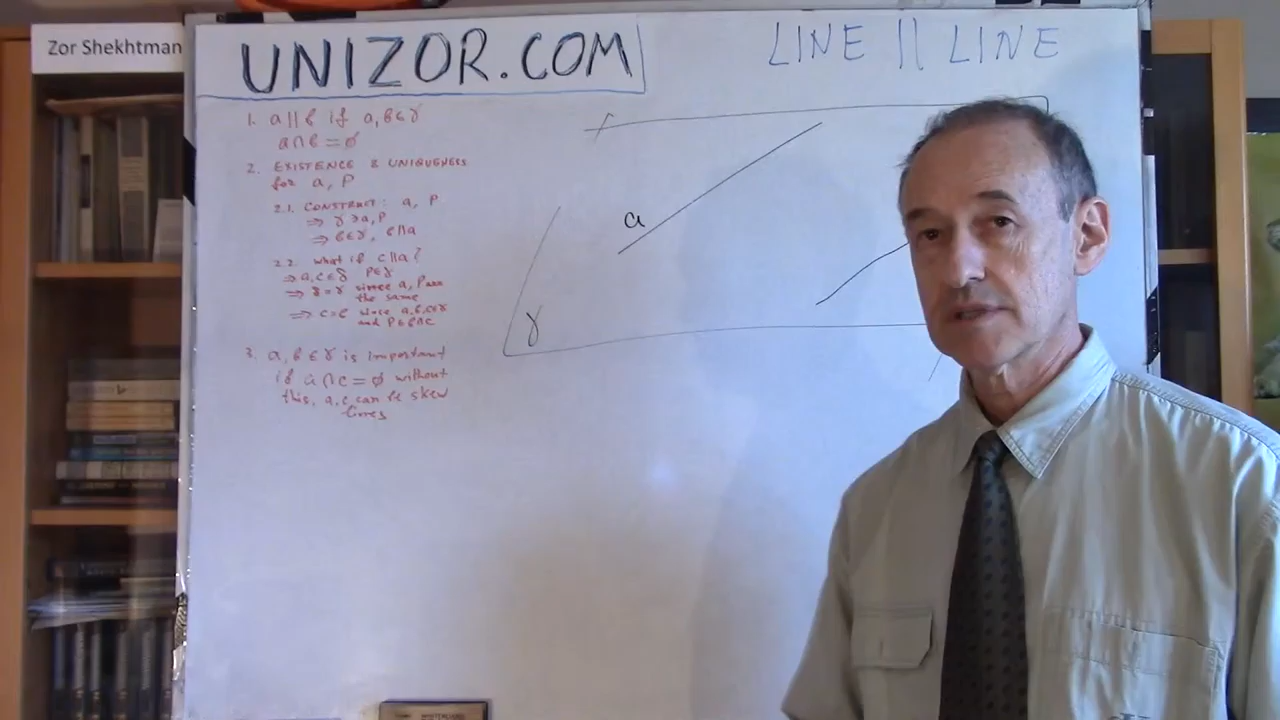 Zor Shekhtman
UNIZOR.COM
LINE || LINE
1. a || b if a, b ∈ γ
a ∩ b = ∅
2. EXISTENCE & UNIQUENESS
for a, P
2.1. CONSTRUCT: a, P
⇒ γ ∋ a, P
⇒ b ∈ γ, b || a
2.2. What if c || a?
⇒ a, c ∈ δ P ∈ δ
⇒ δ = γ since a, P are
the same
⇒ c = b since a, b, c ∈ γ
and P ∈ b ∩ c
3. a, b ∈ γ is important
if a ∩ c = ∅ without
this, a, c can be skew
lines
a
γ